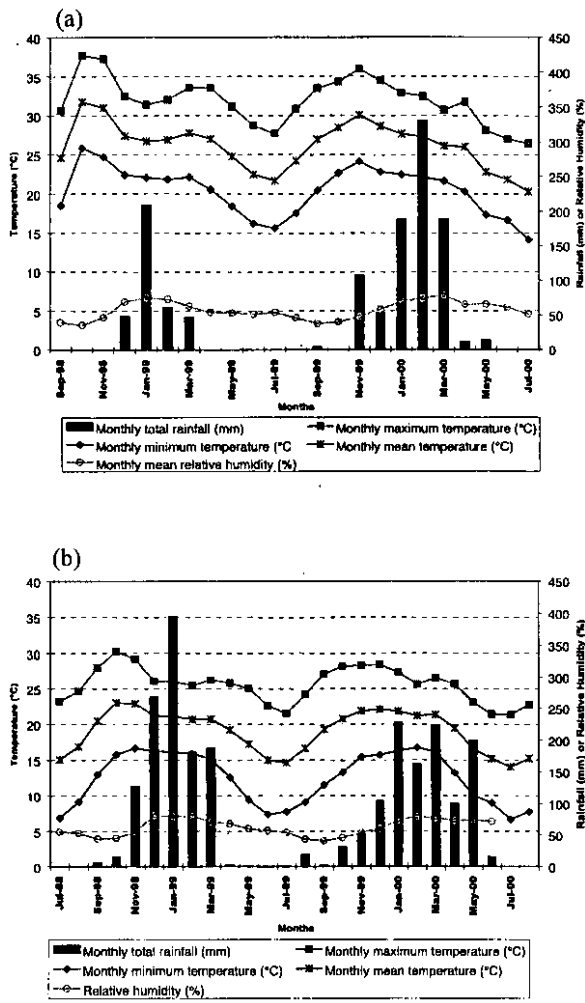 (a)
40
35
30
25
20
15
10
5
0
Temperature (°C)
450
400
350
300
250
200
150
100
50
0
Rainfall (mm) or Relative Humidity (%)
Sep-98 Nov-98 Jan-99 Mar-99 May-99 Jul-99 Sep-99 Nov-99 Jan-00 Mar-00 May-00 Jul-00
Months
Monthly total rainfall (mm) Monthly maximum temperature (°C)
Monthly minimum temperature (°C Monthly mean temperature (°C)
Monthly mean relative humidity (%)
(b)
40
35
30
25
20
15
10
5
0
Temperature (°C)
450
400
350
300
250
200
150
100
50
0
Rainfall (mm) or Relative Humidity (%)
Jul-98 Sep-98 Nov-98 Jan-99 Mar-99 May-99 Jul-99 Sep-99 Nov-99 Jan-00 Mar-00 May-00 Jul-00
Months
Monthly total rainfall (mm) Monthly maximum temperature (°C)
Monthly minimum temperature (°C) Monthly mean temperature (°C)
Relative humidity (%)